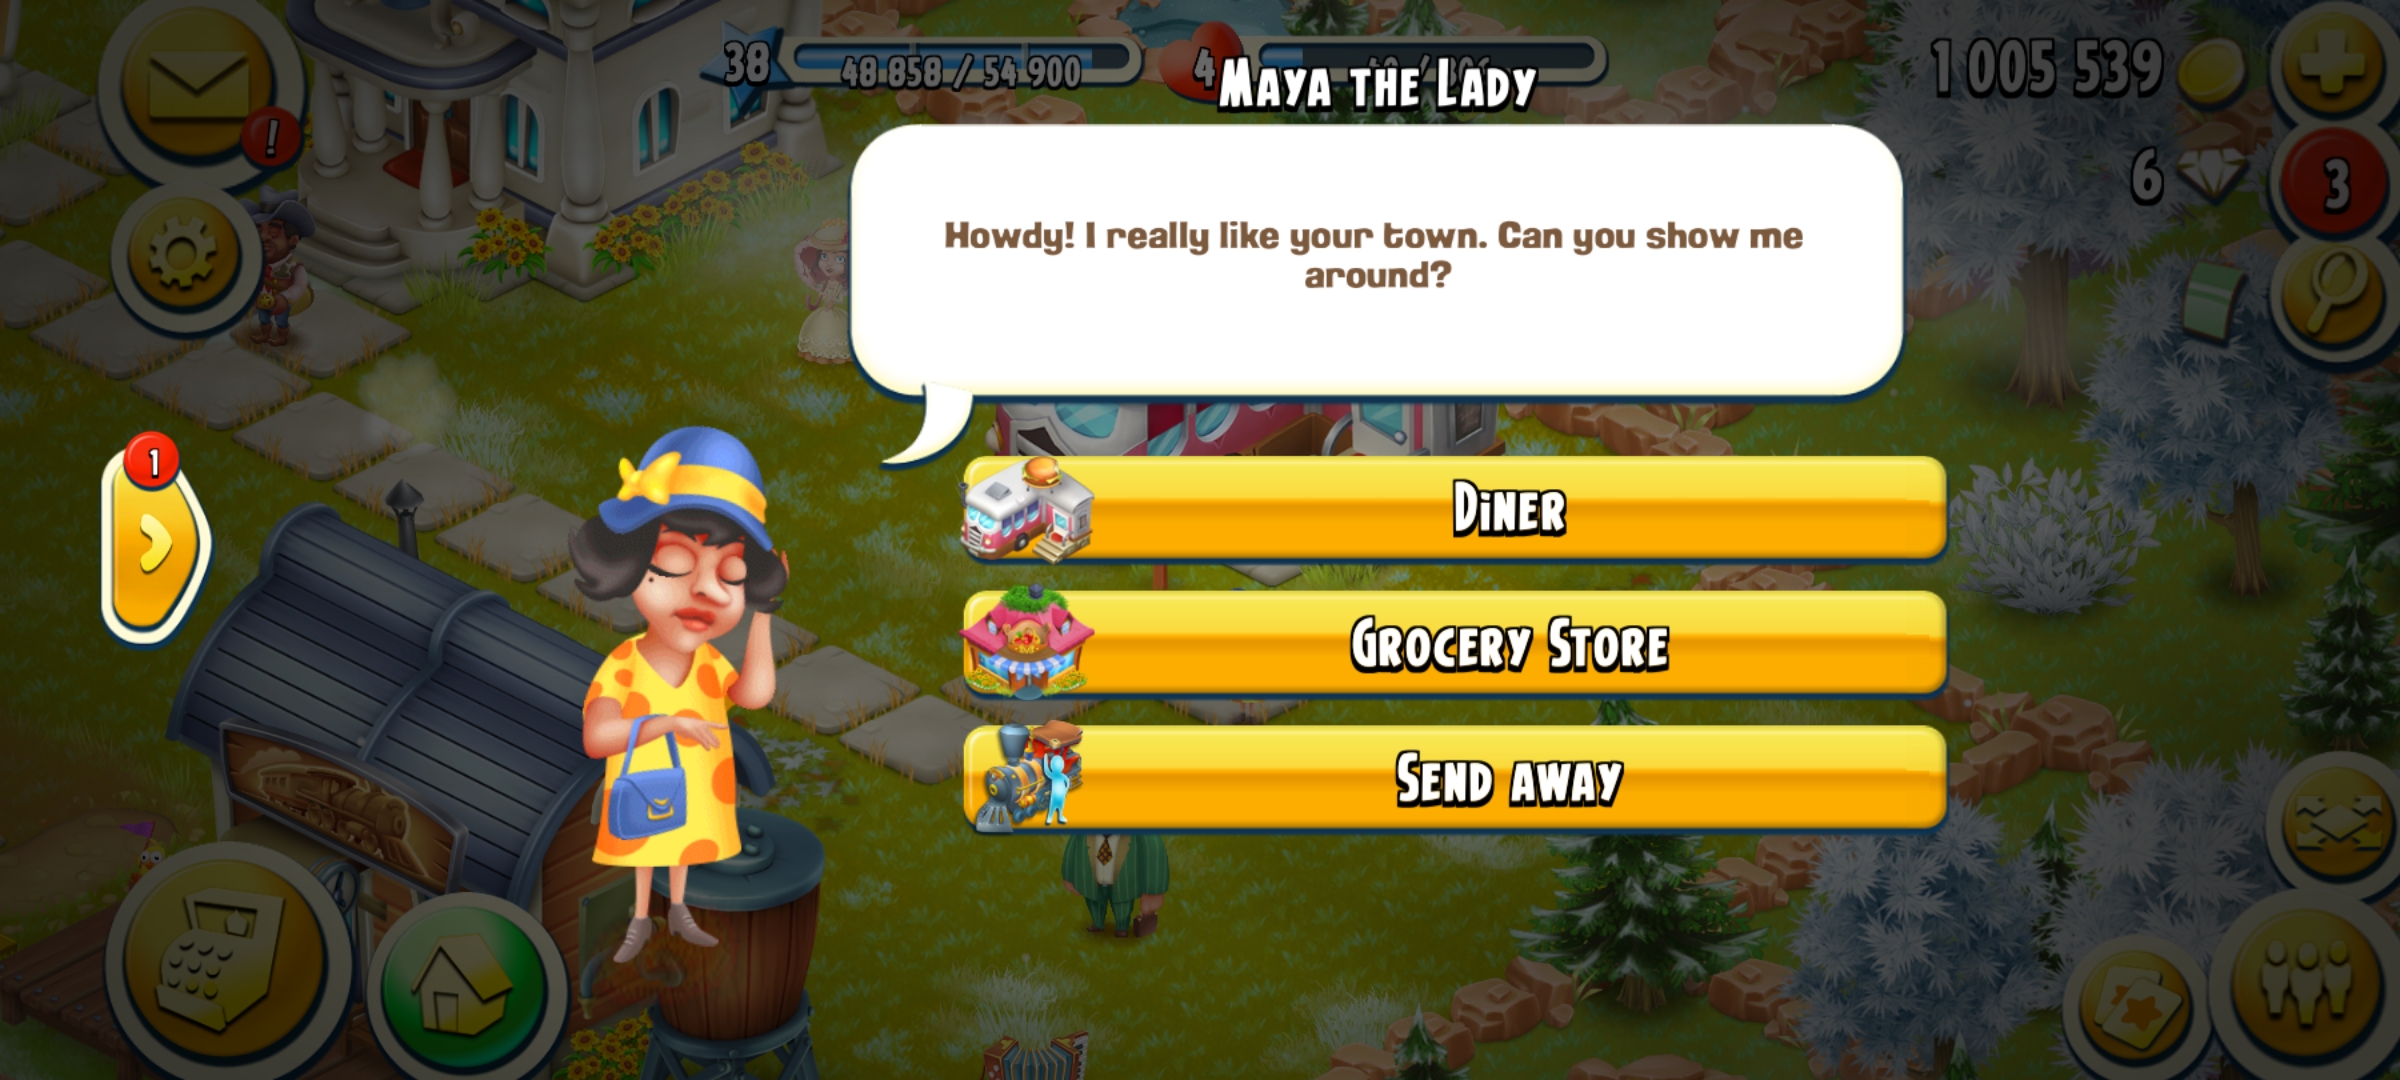 38
48 858 / 54 900
4
1 005 539
MAYA THE LADY
!
6
3
Howdy! I really like your town. Can you show me
around?
1
DiNER
GROCERY STORE
SEND AWAY